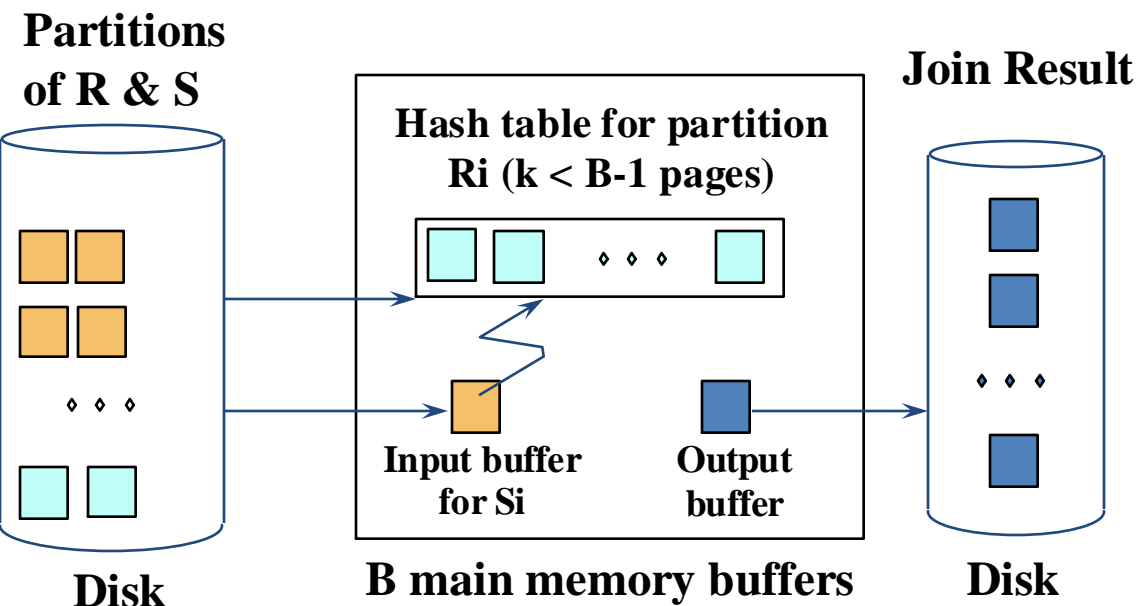 Partitions
of R & S
Join Result
Hash table for partition
Ri (k < B-1 pages)
Input buffer
for Si
Output
buffer
Disk
B main memory buffers
Disk